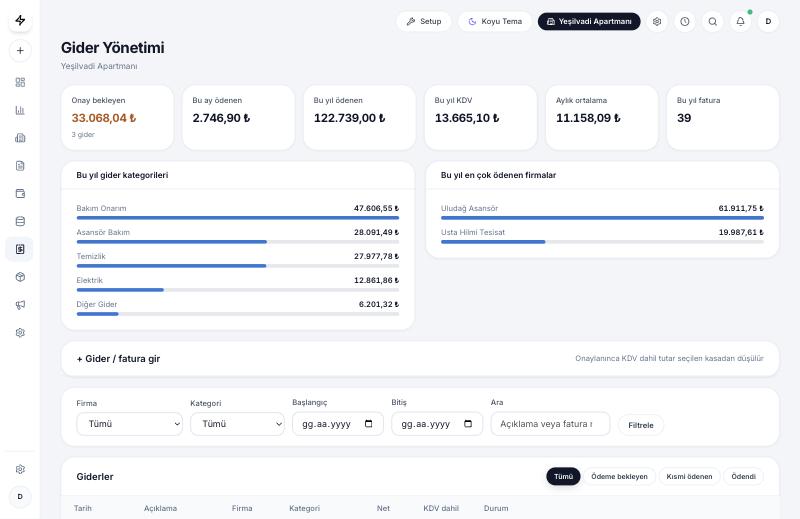 Setup
Koyu Tema
Yeşilvadi Apartmanı
D
Gider Yönetimi
Yeşilvadi Apartmanı
Onay bekleyen
33.068,04 ₺
3 gider
Bu ay ödenen
2.746,90 ₺
Bu yıl ödenen
122.739,00 ₺
Bu yıl KDV
13.665,10 ₺
Aylık ortalama
11.158,09 ₺
Bu yıl fatura
39
Bu yıl gider kategorileri
Bakım Onarım 47.606,55 ₺
Asansör Bakım 28.091,49 ₺
Temizlik 27.977,78 ₺
Elektrik 12.861,86 ₺
Diğer Gider 6.201,32 ₺
Bu yıl en çok ödenen firmalar
Uludağ Asansör 61.911,75 ₺
Usta Hilmi Tesisat 19.987,61 ₺
+ Gider / fatura gir
Onaylanınca KDV dahil tutar seçilen kasadan düşülür
Firma
Tümü
Kategori
Tümü
Başlangıç
gg.aa.yyyy
Bitiş
gg.aa.yyyy
Ara
Açıklama veya fatura
Filtrele
Giderler
Tümü
Ödeme bekleyen
Kısmi ödenen
Ödendi
Tarih Açıklama Firma Kategori Net KDV dahil Durum
D